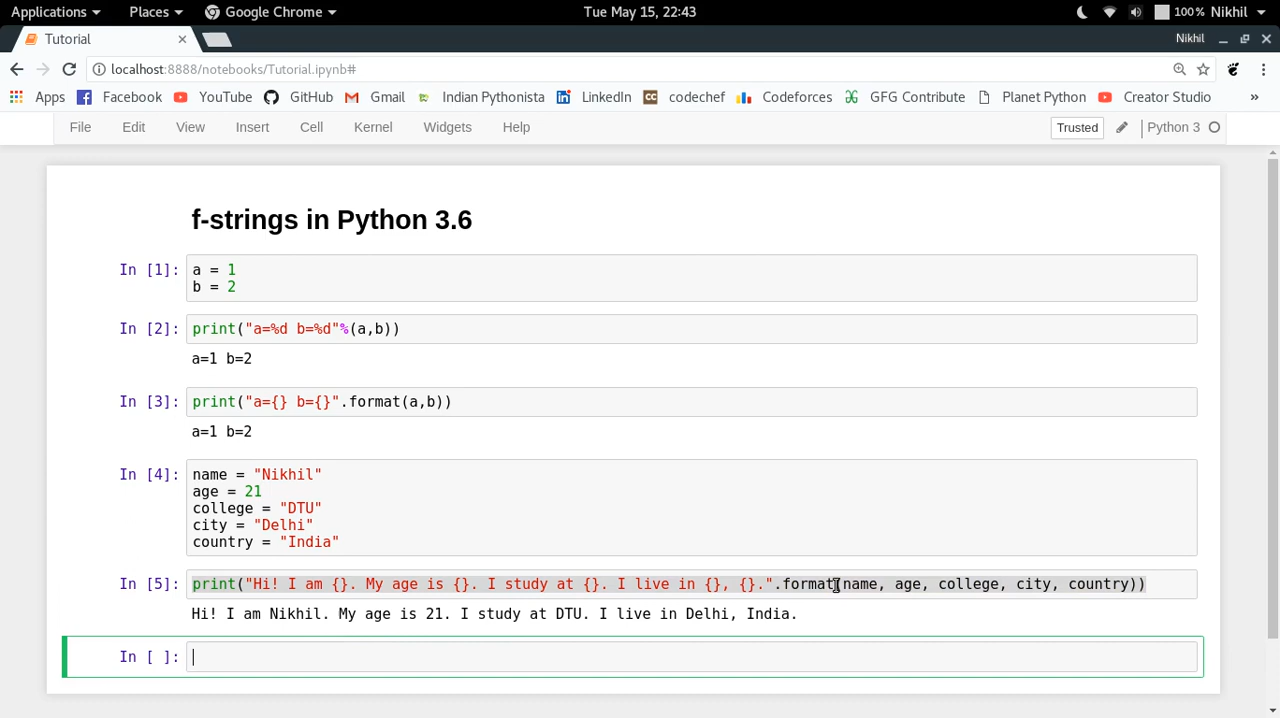 Applications Places Google Chrome Tue May 15, 22:43 100% Nikhil
Tutorial Nikhil
localhost:8888/notebooks/Tutorial.ipynb#
Apps Facebook YouTube GitHub Gmail Indian Pythonista LinkedIn codechef Codeforces GFG Contribute Planet Python Creator Studio »
File Edit View Insert Cell Kernel Widgets Help Trusted Python 3
f-strings in Python 3.6
In [1]: a = 1
b = 2
In [2]: print("a=%d b=%d"%(a,b))
a=1 b=2
In [3]: print("a={} b={}".format(a,b))
a=1 b=2
In [4]: name = "Nikhil"
age = 21
college = "DTU"
city = "Delhi"
country = "India"
In [5]: print("Hi! I am {}. My age is {}. I study at {}. I live in {}, {}.".format(name, age, college, city, country))
Hi! I am Nikhil. My age is 21. I study at DTU. I live in Delhi, India.
In [ ]: